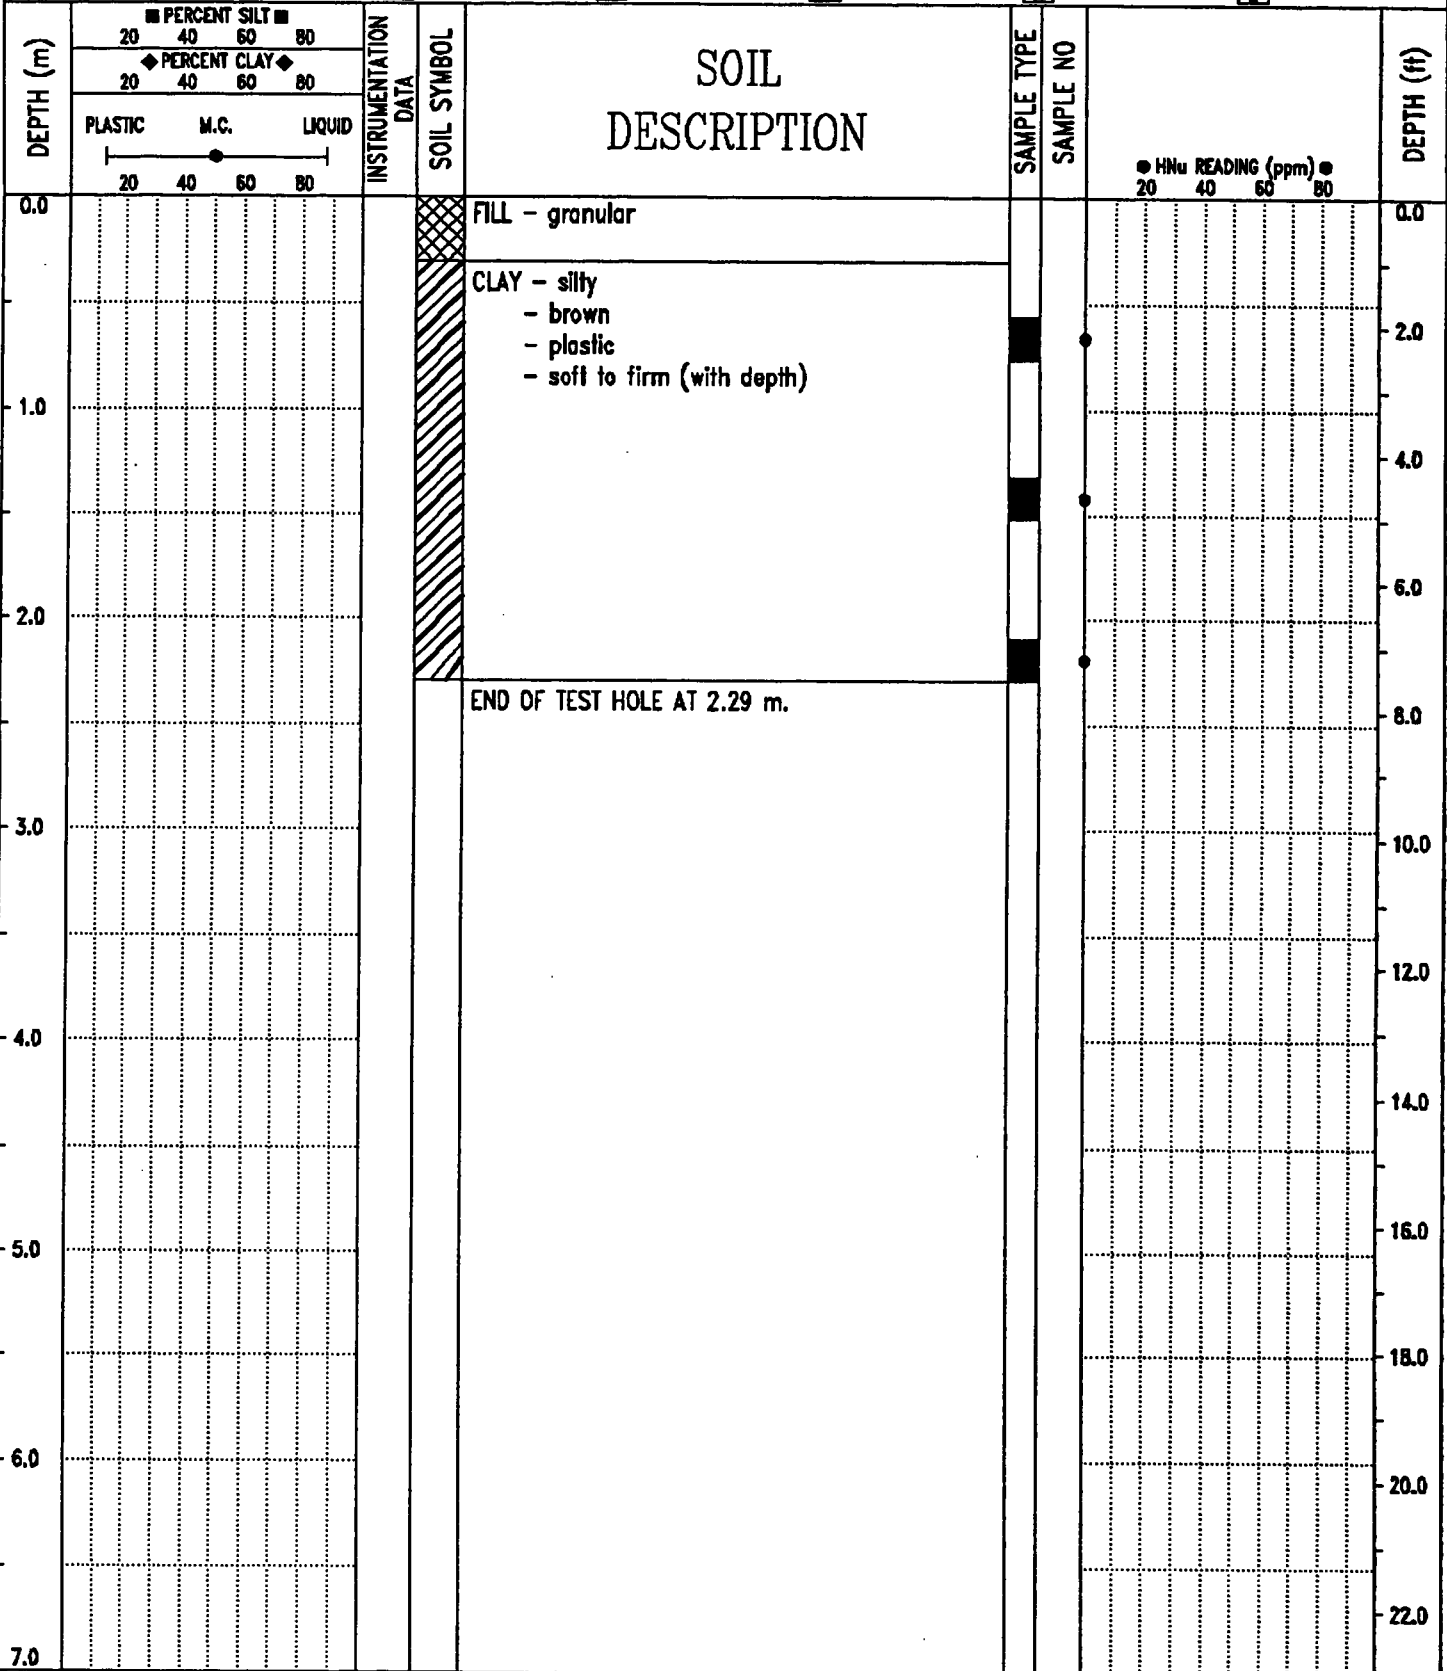 DEPTH (m)
■ PERCENT SILT ■
20 40 60 80
◆ PERCENT CLAY ◆
20 40 60 80
PLASTIC M.C. LIQUID
20 40 60 80
INSTRUMENTATION
DATA
SOIL SYMBOL
SOIL
DESCRIPTION
SAMPLE TYPE
SAMPLE NO
● HNu READING (ppm) ●
20 40 60 80
DEPTH (ft)
0.0
FILL - granular
0.0
CLAY - silty
- brown
- plastic
2.0
- soft to firm (with depth)
1.0
4.0
6.0
2.0
END OF TEST HOLE AT 2.29 m.
8.0
3.0
10.0
12.0
4.0
14.0
16.0
5.0
18.0
6.0
20.0
22.0
7.0